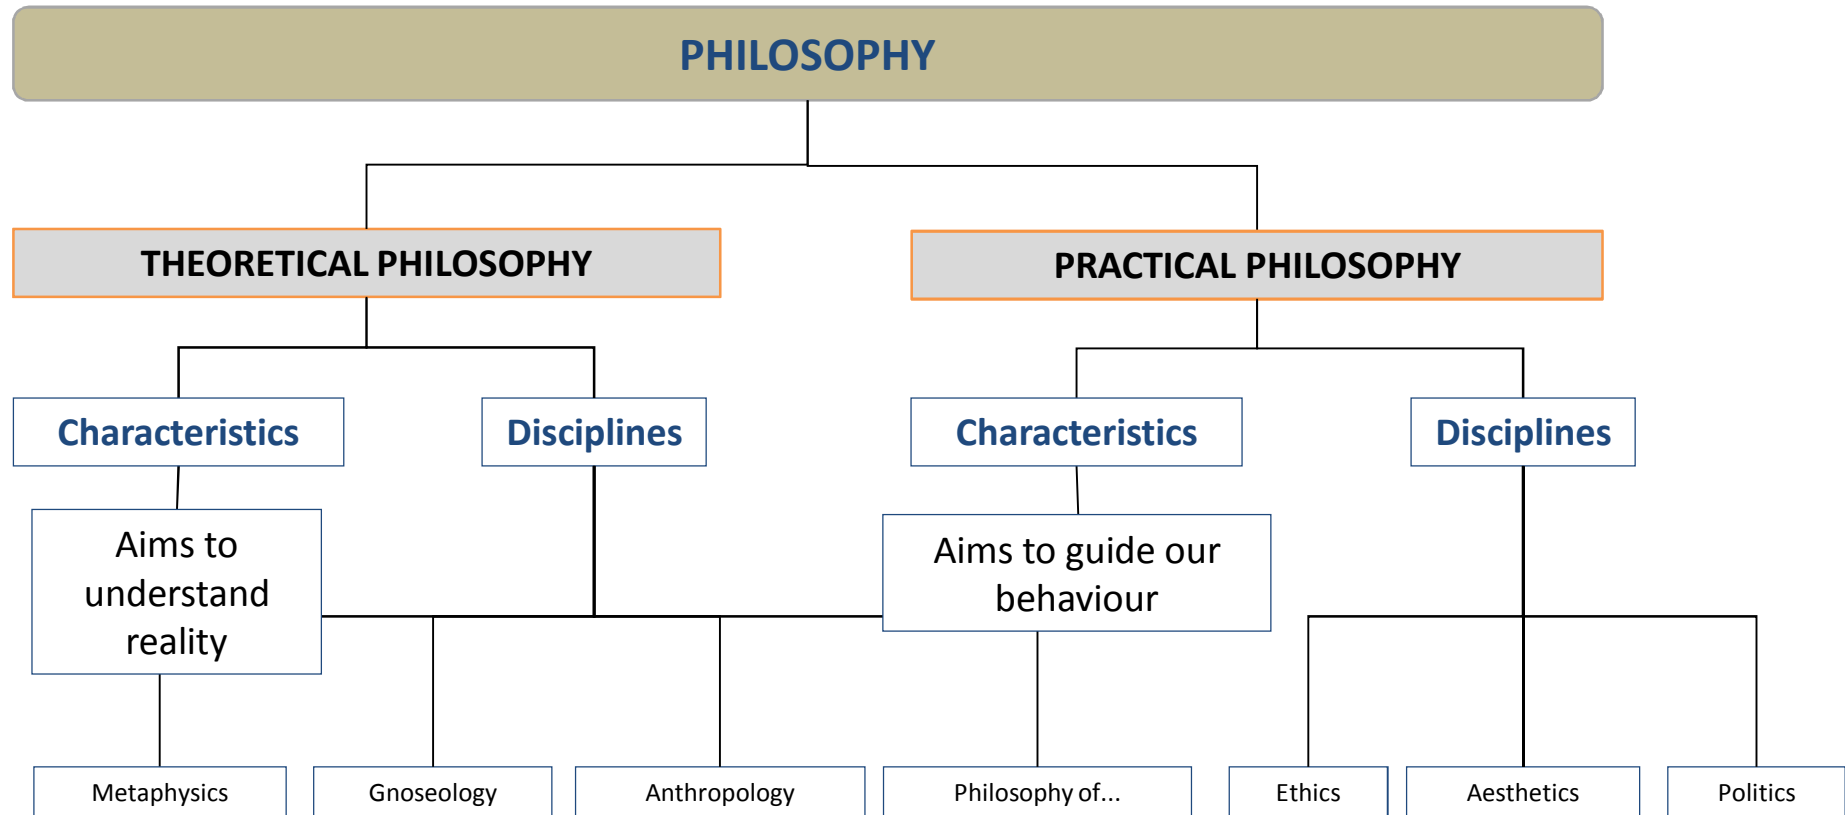 PHILOSOPHY
THEORETICAL PHILOSOPHY
PRACTICAL PHILOSOPHY
Characteristics
Disciplines
Characteristics
Disciplines
Aims to
understand
reality
Aims to guide our
behaviour
Metaphysics
Gnoseology
Anthropology
Philosophy of...
Ethics
Aesthetics
Politics